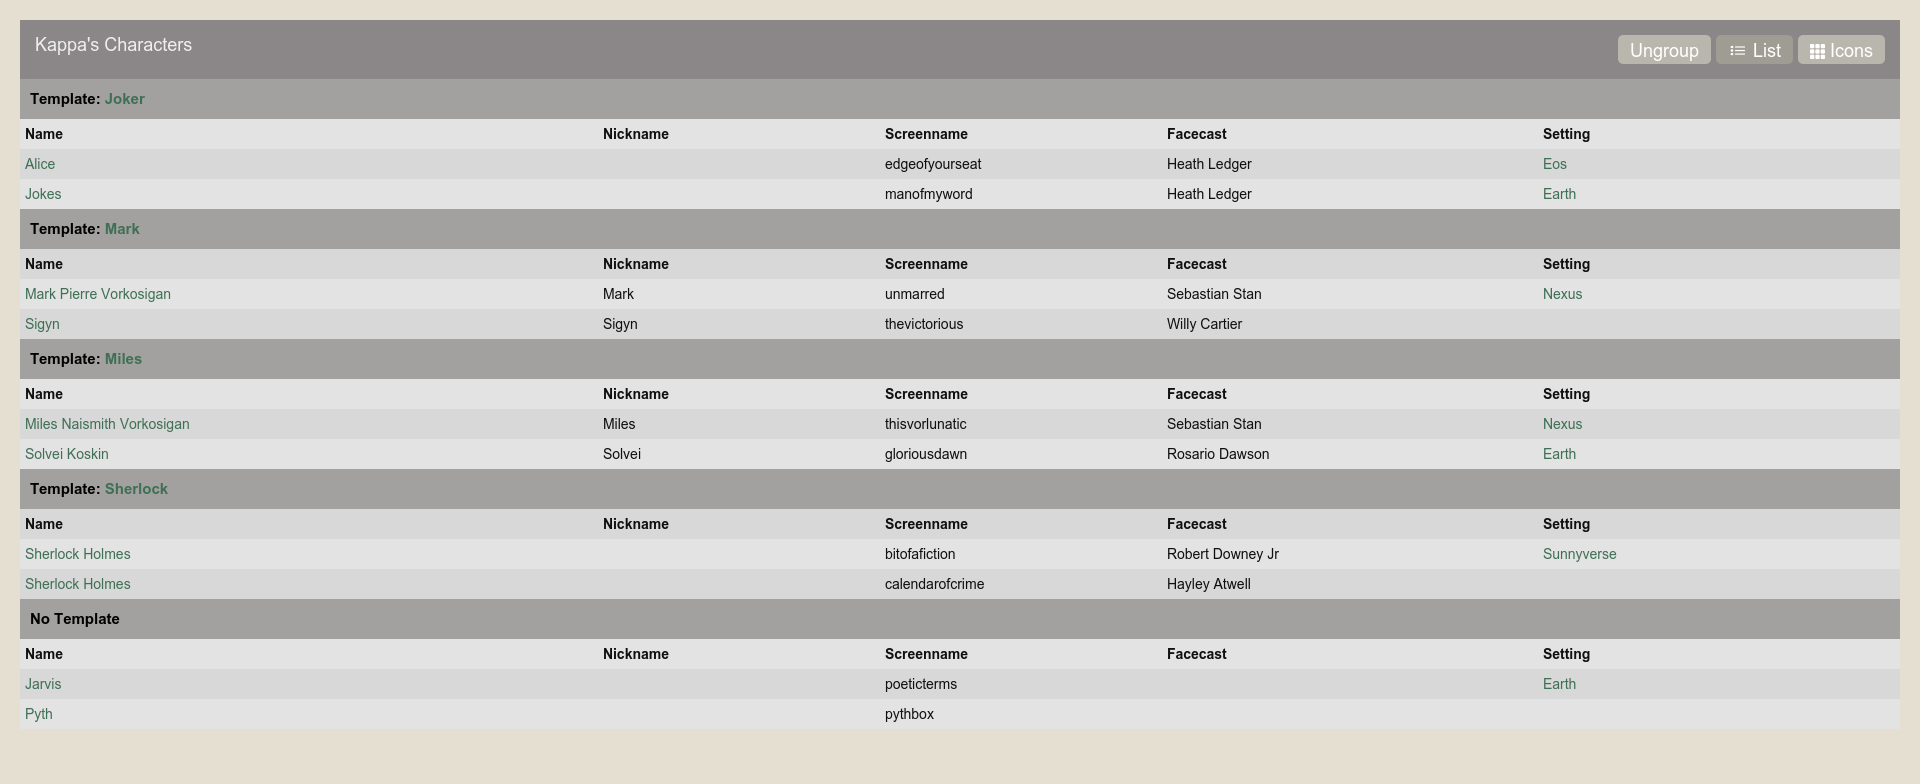 Kappa's Characters
Ungroup List Icons
Template: Joker
Name Nickname Screenname Facecast Setting
Alice edgeofyourseat Heath Ledger Eos
Jokes manofmyword Heath Ledger Earth
Template: Mark
Name Nickname Screenname Facecast Setting
Mark Pierre Vorkosigan Mark unmarred Sebastian Stan Nexus
Sigyn Sigyn thevictorious Willy Cartier
Template: Miles
Name Nickname Screenname Facecast Setting
Miles Naismith Vorkosigan Miles thisvorlunatic Sebastian Stan Nexus
Solvei Koskin Solvei gloriousdawn Rosario Dawson Earth
Template: Sherlock
Name Nickname Screenname Facecast Setting
Sherlock Holmes bitofafiction Robert Downey Jr Sunnyverse
Sherlock Holmes calendarofcrime Hayley Atwell
No Template
Name Nickname Screenname Facecast Setting
Jarvis poeticterms Earth
Pyth pythbox